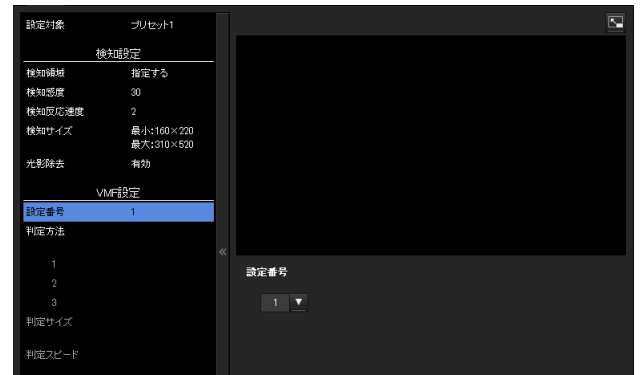 設定対象 プリセット1
検知設定
検知領域 指定する
検知感度 30
検知反応速度 2
検知サイズ 最小:160×220
最大:310×520
光影除去 有効
VMF設定
設定番号 1
判定方法
1
2
3
判定サイズ
判定スピード
«
設定番号
1 ▼